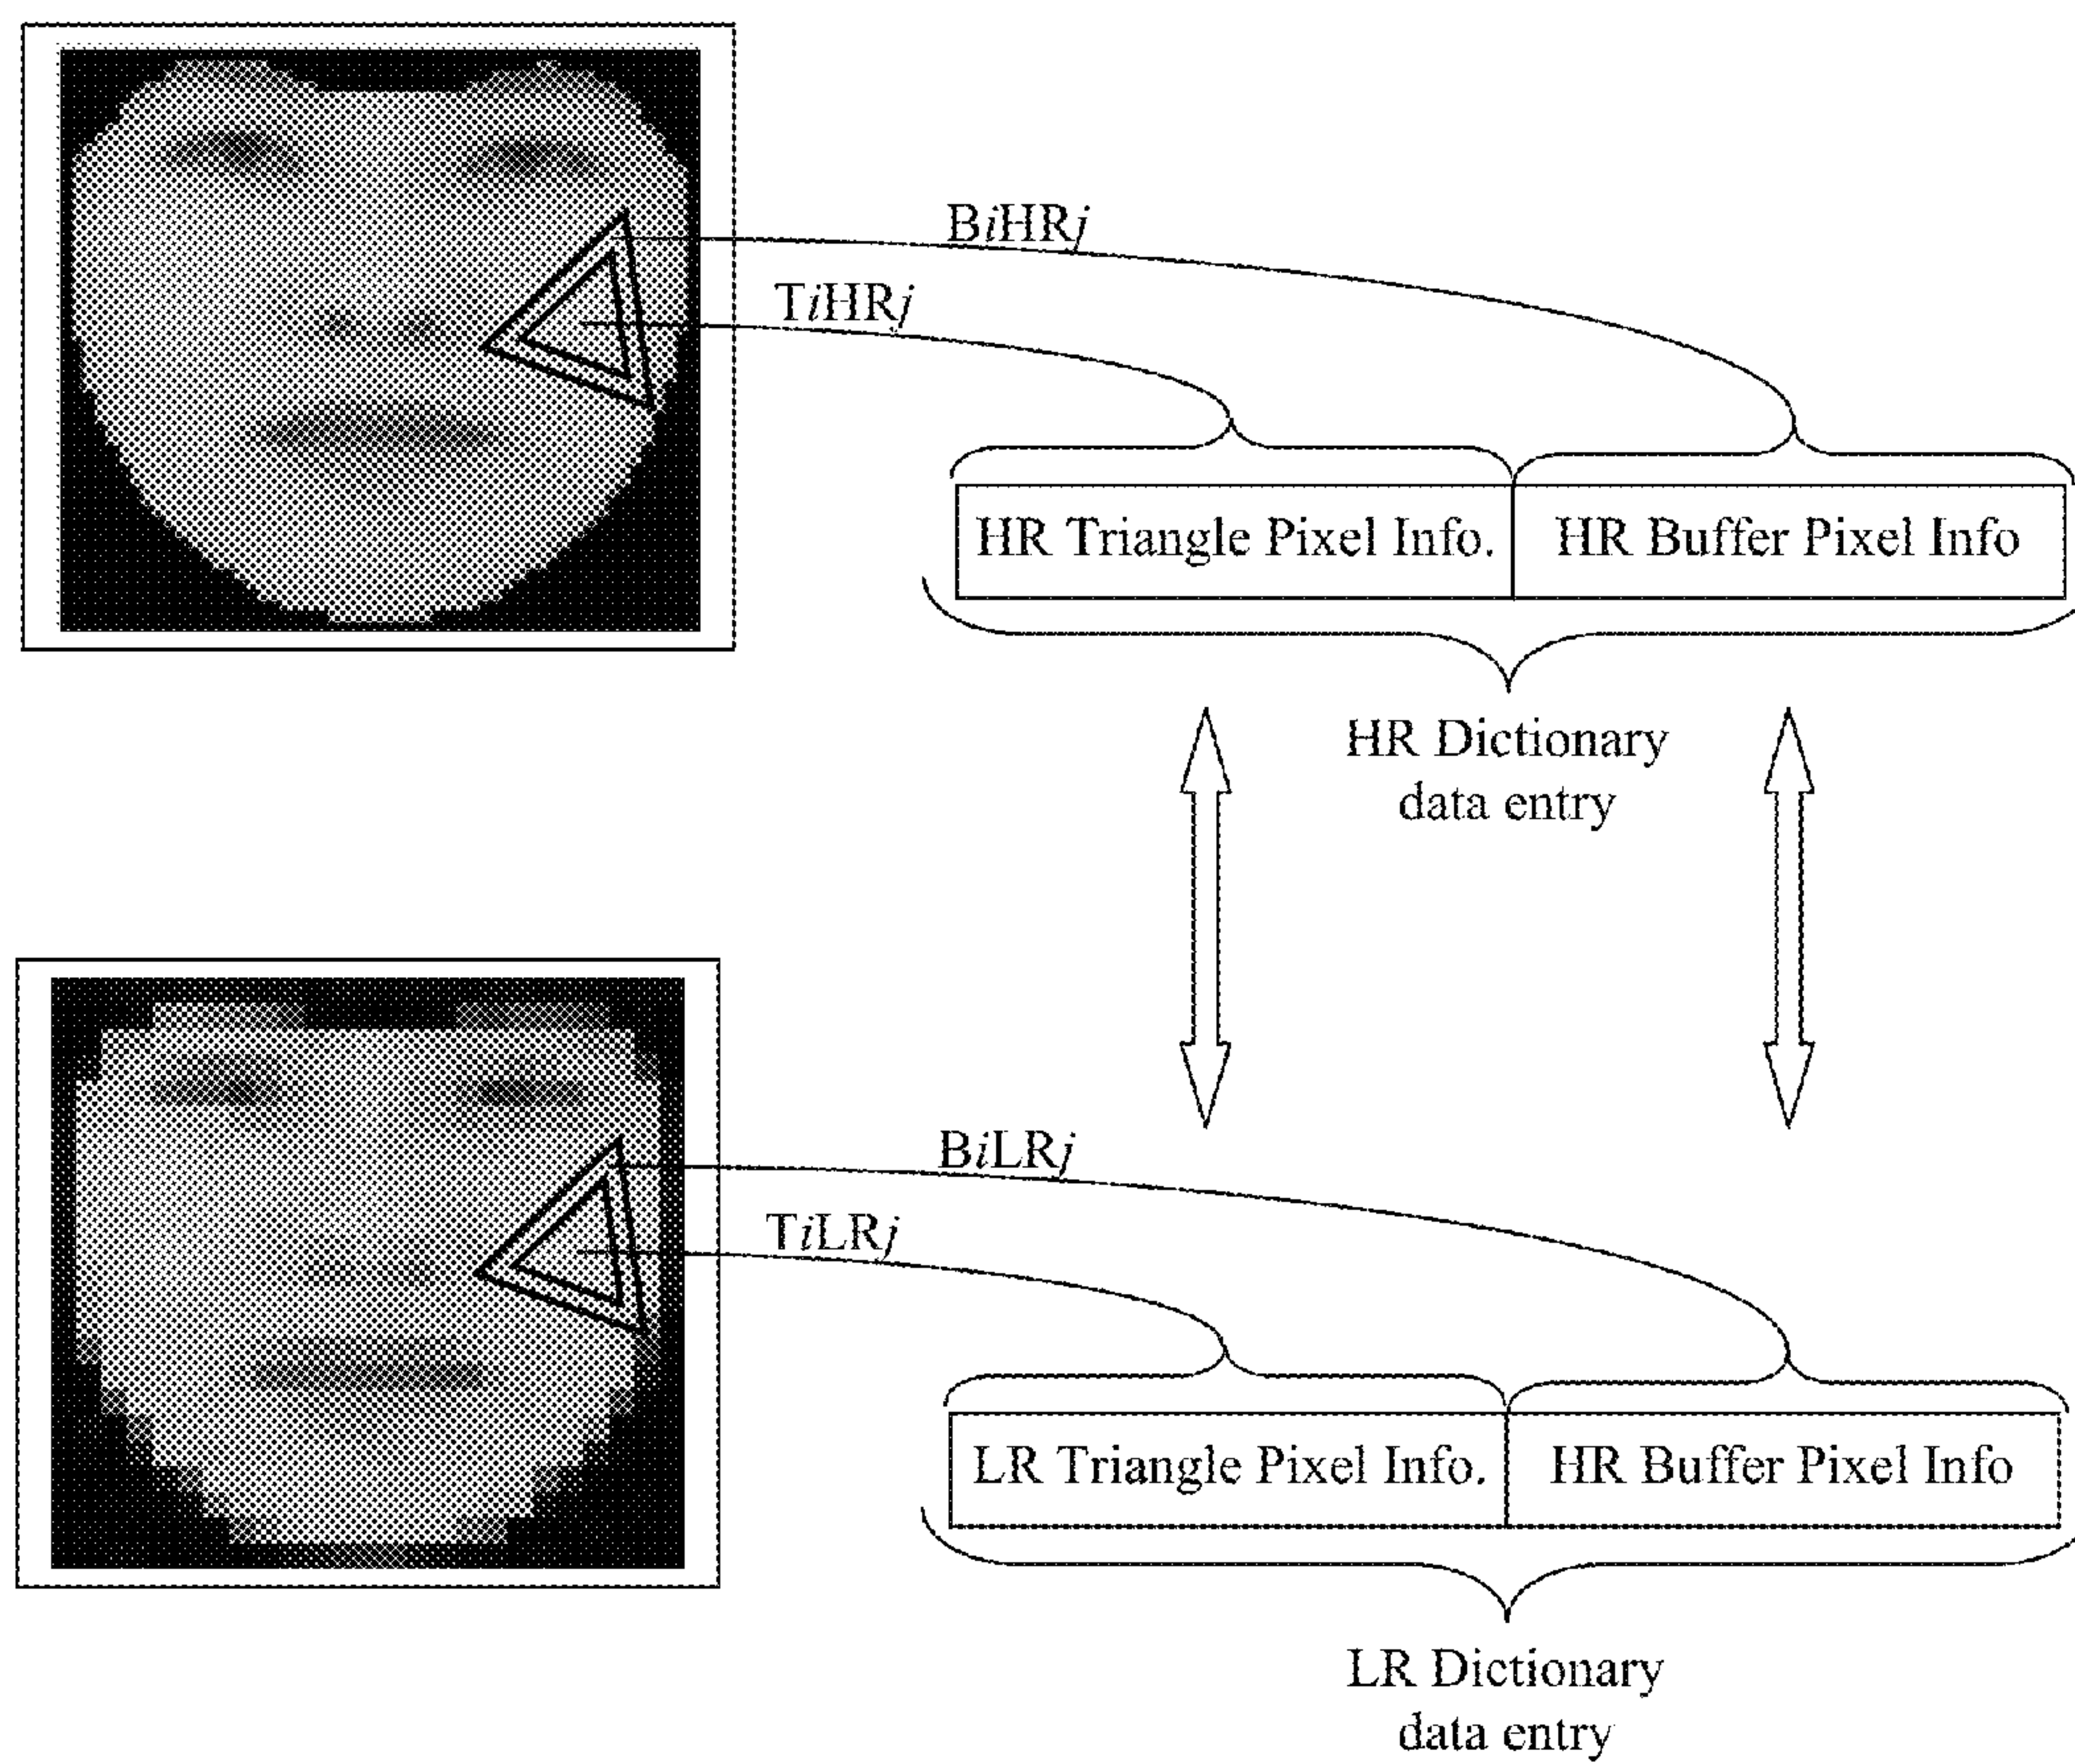 BiHRj
TiHRj
HR Triangle Pixel Info.
HR Buffer Pixel Info
HR Dictionary
data entry
BiLRj
TiLRj
LR Triangle Pixel Info.
HR Buffer Pixel Info
LR Dictionary
data entry